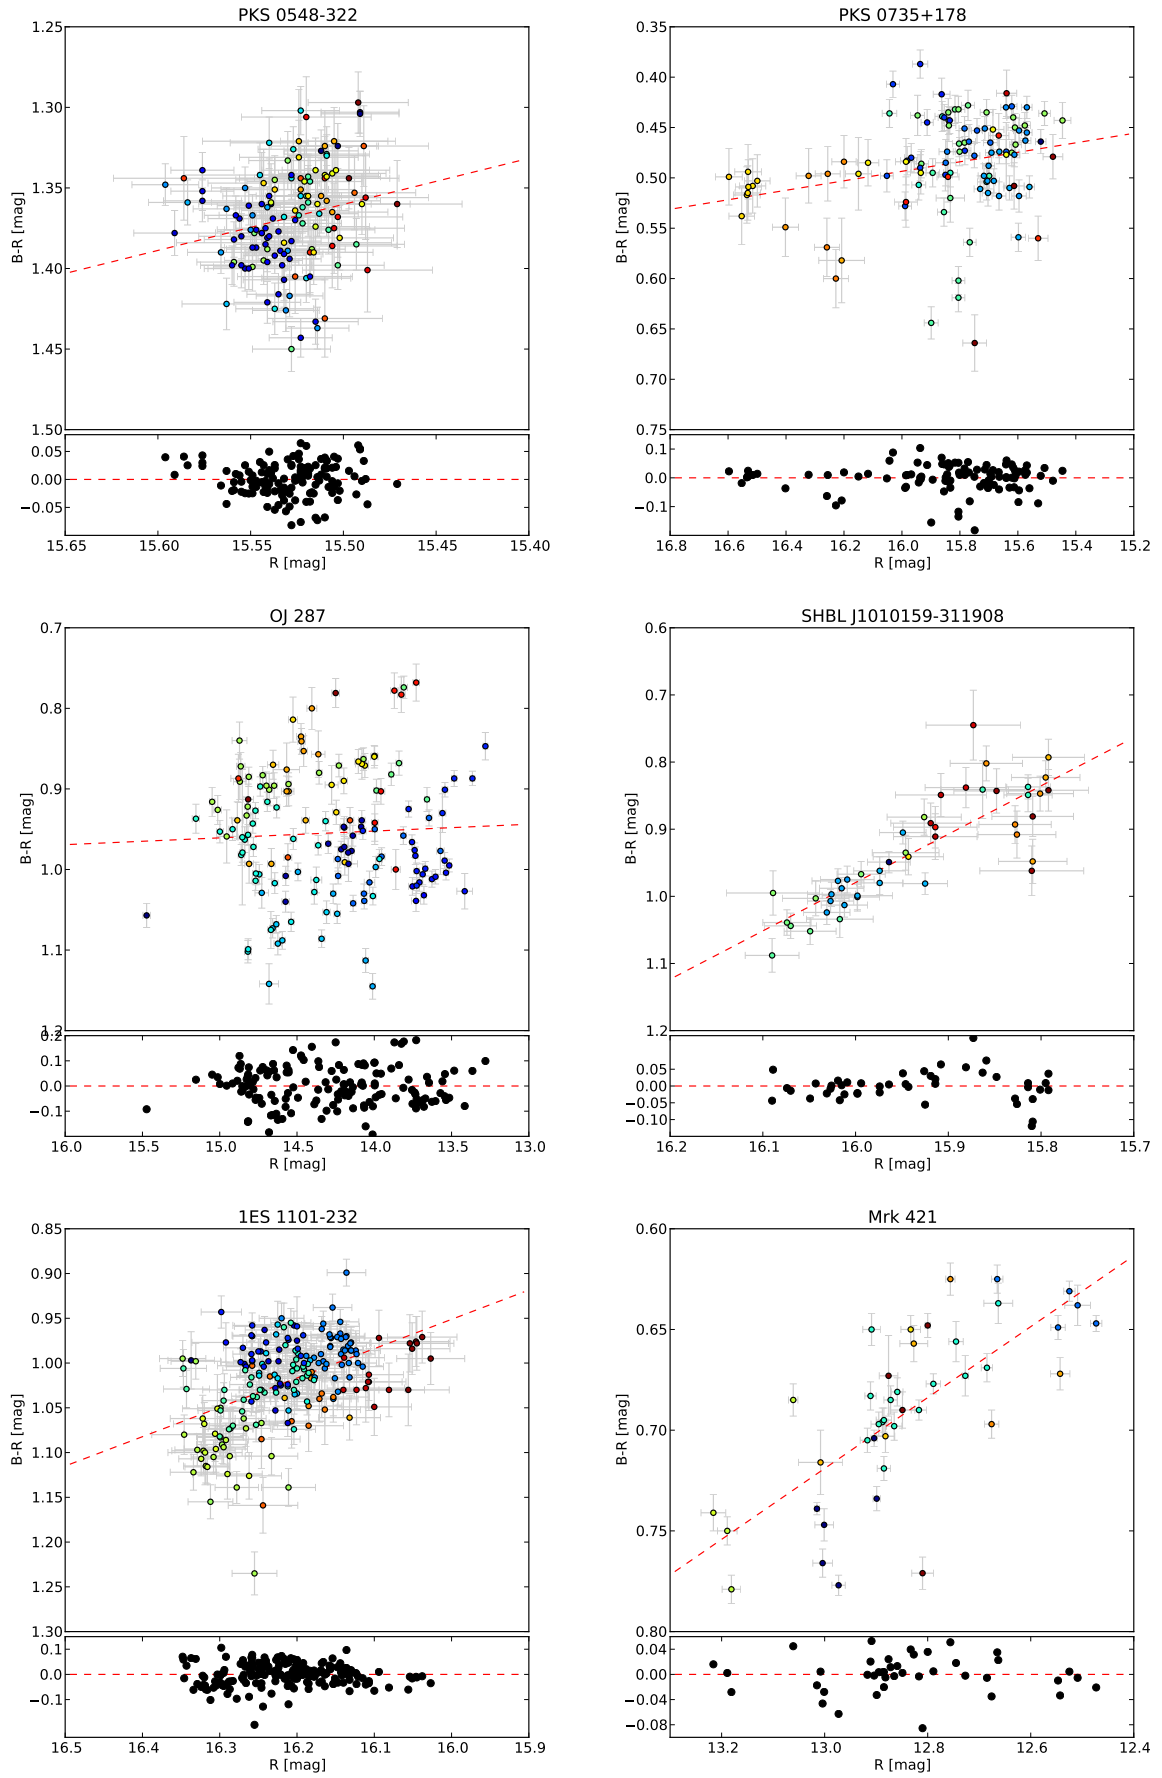 PKS 0548-322
PKS 0735+178
1.25
1.30
1.35
1.40
1.45
1.50
B-R [mag]
0.35
0.40
0.45
0.50
0.55
0.60
0.65
0.70
0.75
B-R [mag]
0.05
0.00
−0.05
0.1
0.0
−0.1
15.65 15.60 15.55 15.50 15.45 15.40
R [mag]
16.8 16.6 16.4 16.2 16.0 15.8 15.6 15.4 15.2
R [mag]
OJ 287
SHBL J1010159-311908
0.7
0.8
0.9
1.0
1.1
1.2
B-R [mag]
0.6
0.7
0.8
0.9
1.0
1.1
1.2
B-R [mag]
0.2
0.1
0.0
−0.1
0.05
0.00
−0.05
−0.10
16.0 15.5 15.0 14.5 14.0 13.5 13.0
R [mag]
16.2 16.1 16.0 15.9 15.8 15.7
R [mag]
1ES 1101-232
Mrk 421
0.85
0.90
0.95
1.00
1.05
1.10
1.15
1.20
1.25
1.30
B-R [mag]
0.60
0.65
0.70
0.75
0.80
B-R [mag]
0.1
0.0
−0.1
0.04
0.00
−0.04
−0.08
16.5 16.4 16.3 16.2 16.1 16.0 15.9
R [mag]
13.2 13.0 12.8 12.6 12.4
R [mag]